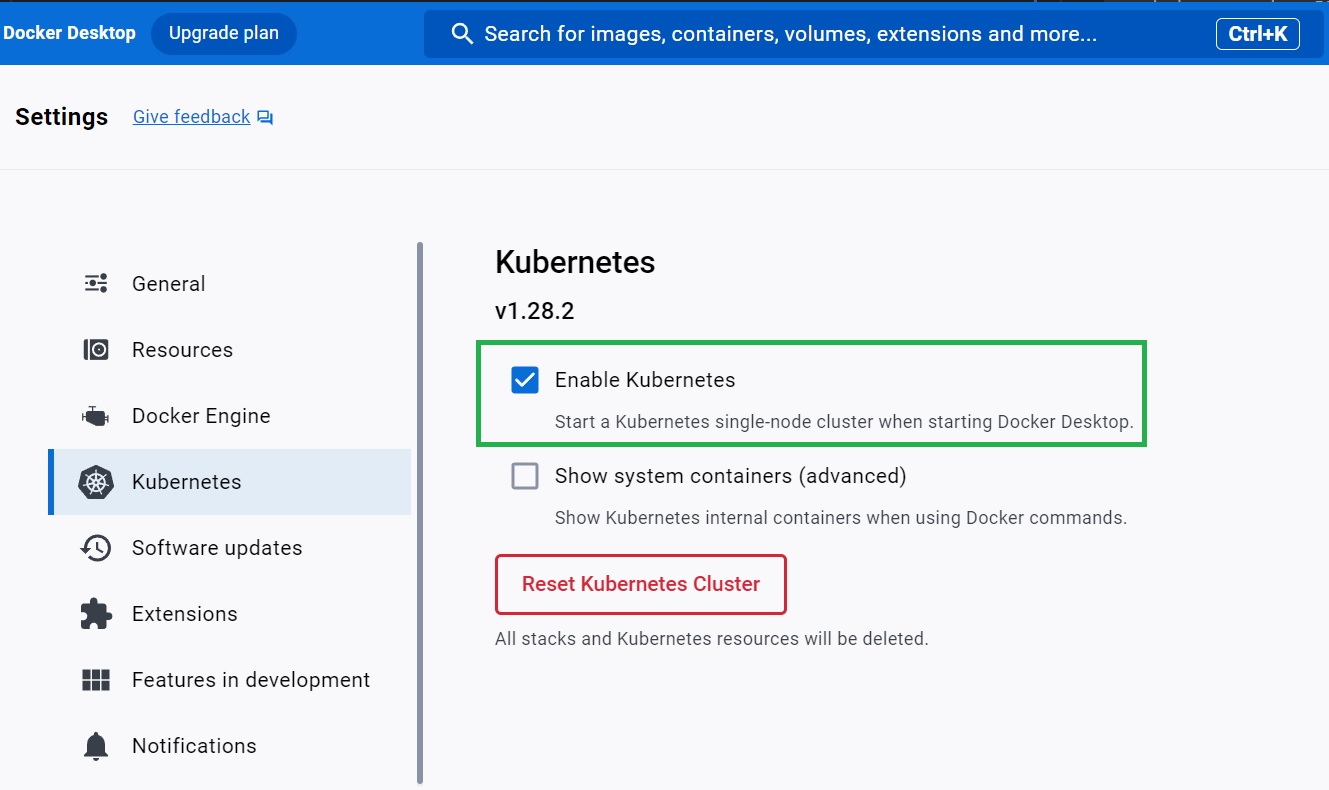 Docker Desktop
Upgrade plan
Search for images, containers, volumes, extensions and more...
Ctrl+K
Settings
Give feedback
General
Resources
Docker Engine
Kubernetes
Software updates
Extensions
Features in development
Notifications
Kubernetes
v1.28.2
Enable Kubernetes
Start a Kubernetes single-node cluster when starting Docker Desktop.
Show system containers (advanced)
Show Kubernetes internal containers when using Docker commands.
Reset Kubernetes Cluster
All stacks and Kubernetes resources will be deleted.